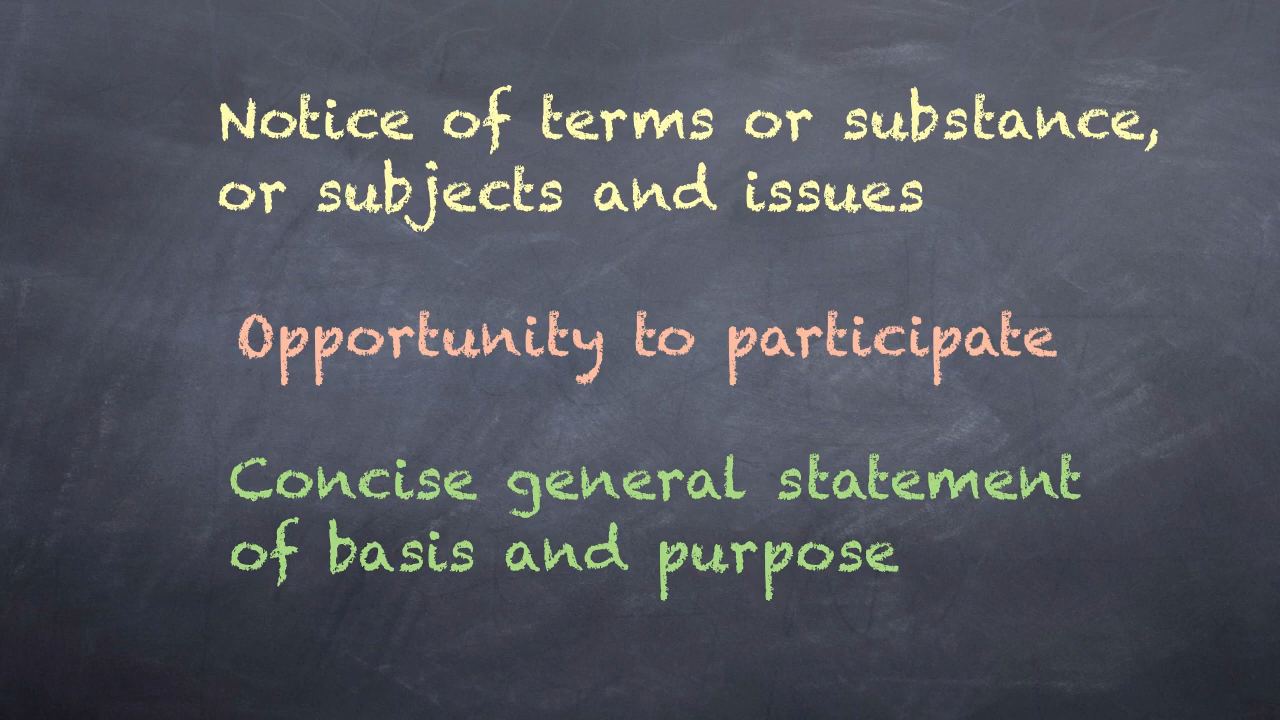 Notice of terms or substance,
or subjects and issues
Opportunity to participate
Concise general statement
of basis and purpose